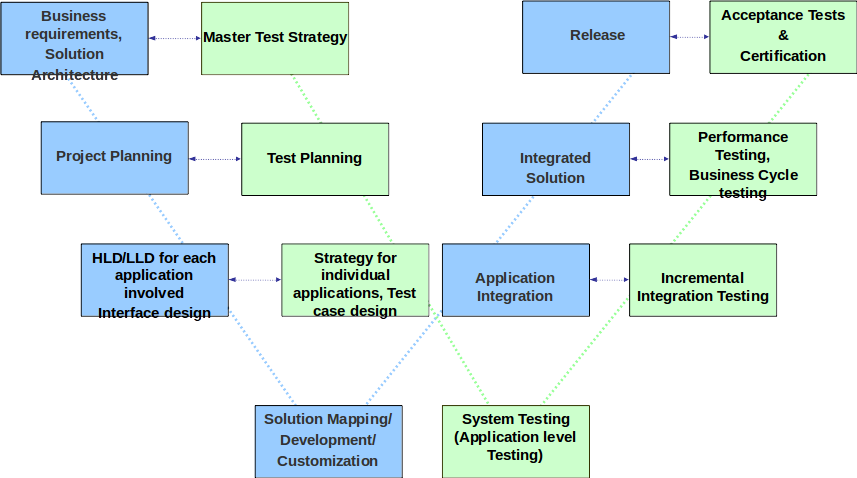 Business
requirements,
Solution
Architecture
Master Test Strategy
Release
Acceptance Tests
&
Certification
Project Planning
Test Planning
Integrated
Solution
Performance
Testing,
Business Cycle
testing
HLD/LLD for each
application
involved
Interface design
Strategy for
individual
applications, Test
case design
Application
Integration
Incremental
Integration Testing
Solution Mapping/
Development/
Customization
System Testing
(Application level
Testing)